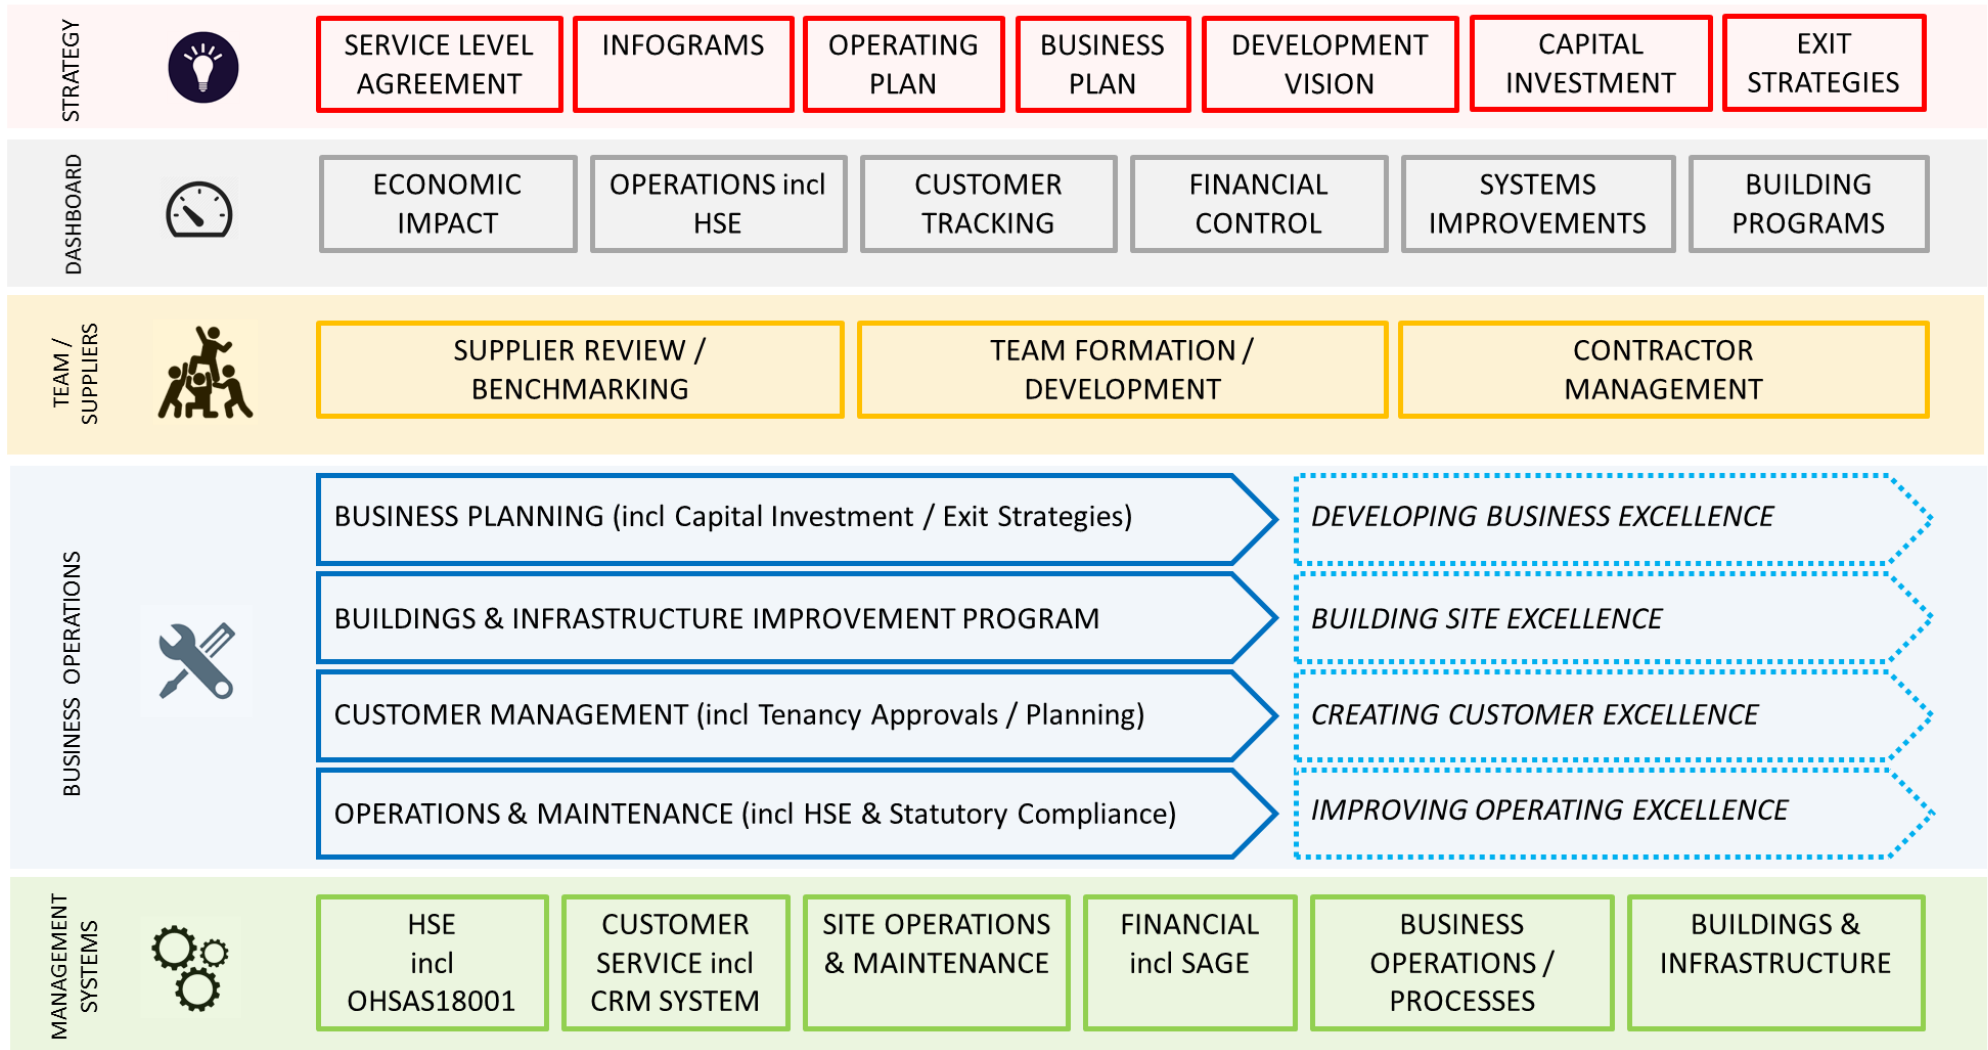 STRATEGY
SERVICE LEVEL
AGREEMENT
INFOGRAMS
OPERATING
PLAN
BUSINESS
PLAN
DEVELOPMENT
VISION
CAPITAL
INVESTMENT
EXIT
STRATEGIES
DASHBOARD
ECONOMIC
IMPACT
OPERATIONS incl
HSE
CUSTOMER
TRACKING
FINANCIAL
CONTROL
SYSTEMS
IMPROVEMENTS
BUILDING
PROGRAMS
TEAM /
SUPPLIERS
SUPPLIER REVIEW /
BENCHMARKING
TEAM FORMATION /
DEVELOPMENT
CONTRACTOR
MANAGEMENT
BUSINESS OPERATIONS
BUSINESS PLANNING (incl Capital Investment / Exit Strategies)
DEVELOPING BUSINESS EXCELLENCE
BUILDINGS & INFRASTRUCTURE IMPROVEMENT PROGRAM
BUILDING SITE EXCELLENCE
CUSTOMER MANAGEMENT (incl Tenancy Approvals / Planning)
CREATING CUSTOMER EXCELLENCE
OPERATIONS & MAINTENANCE (incl HSE & Statutory Compliance)
IMPROVING OPERATING EXCELLENCE
MANAGEMENT
SYSTEMS
HSE
incl
OHSAS18001
CUSTOMER
SERVICE incl
CRM SYSTEM
SITE OPERATIONS
& MAINTENANCE
FINANCIAL
incl SAGE
BUSINESS
OPERATIONS /
PROCESSES
BUILDINGS &
INFRASTRUCTURE